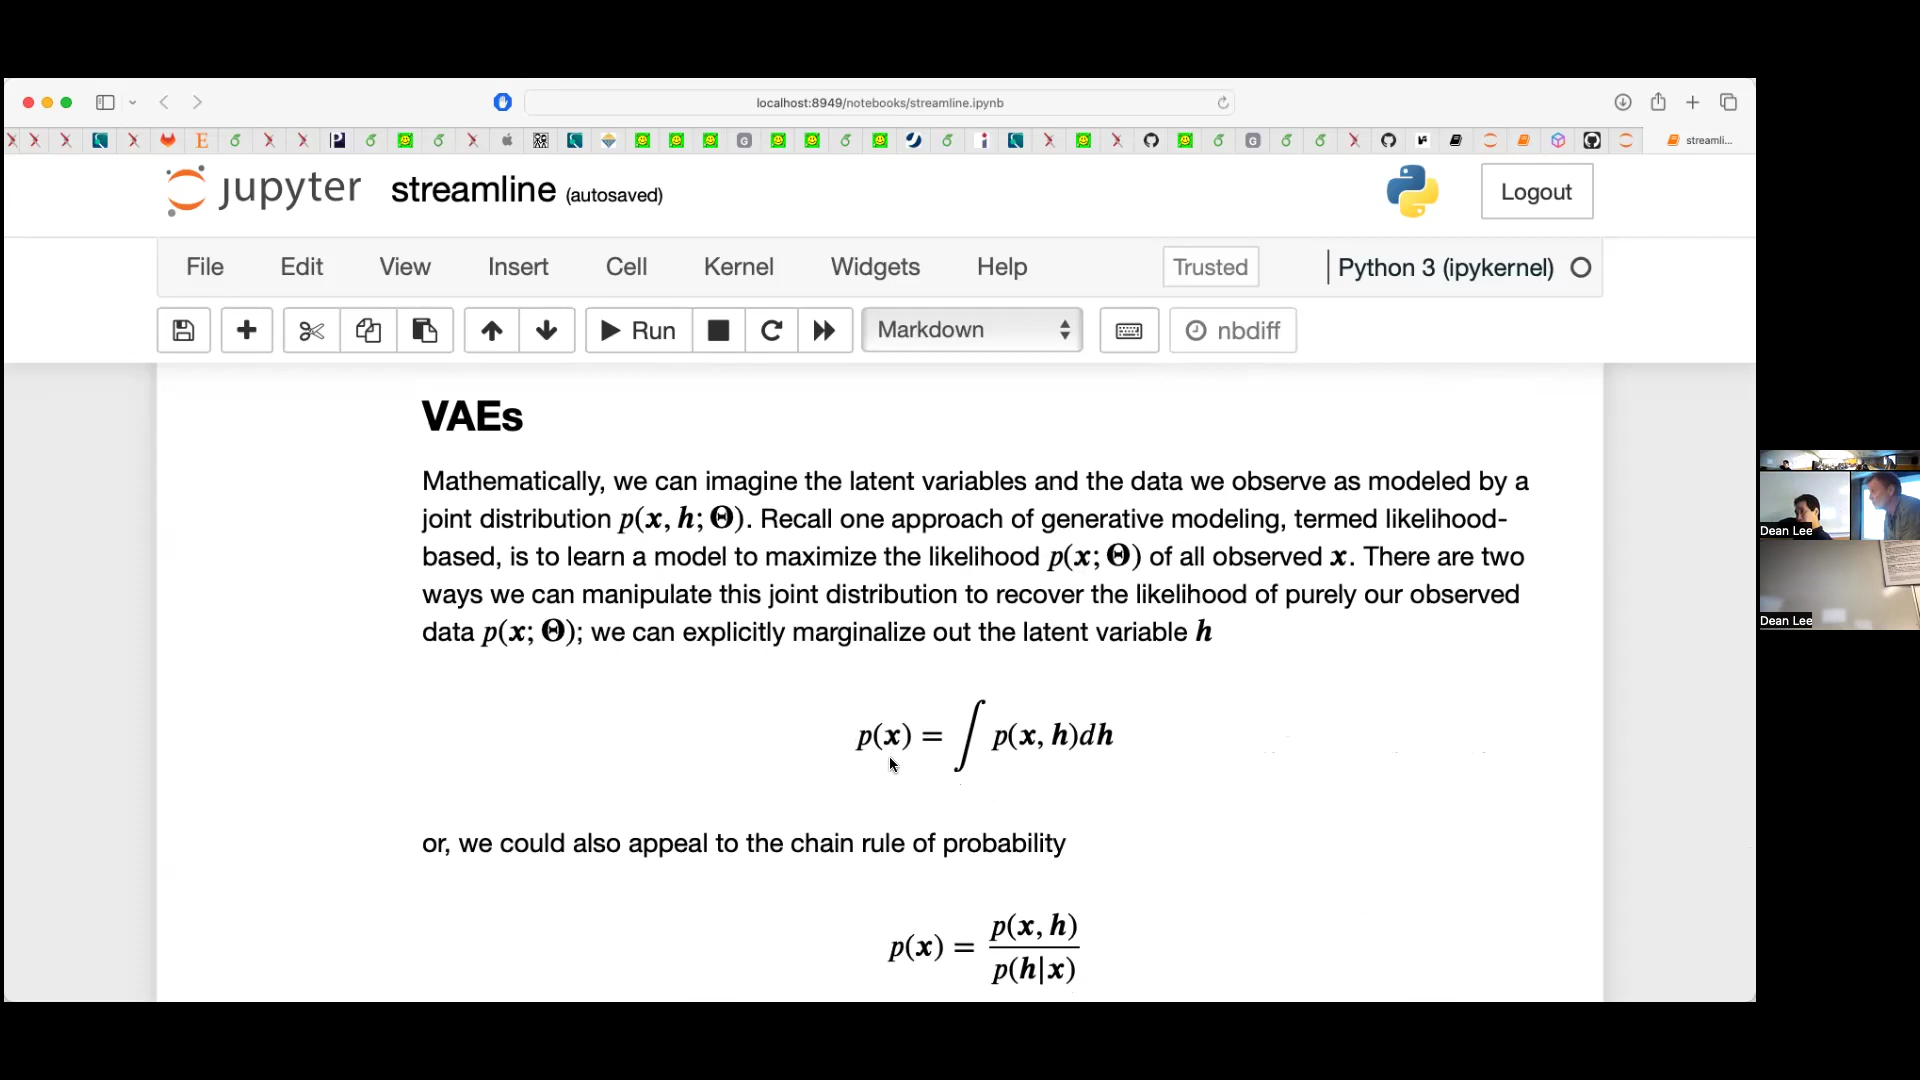 localhost:8949/notebooks/streamline.ipynb
streamli...
jupyter streamline (autosaved)
Logout
File Edit View Insert Cell Kernel Widgets Help Trusted Python 3 (ipykernel)
Run Markdown nbdiff
VAEs
Mathematically, we can imagine the latent variables and the data we observe as modeled by a
joint distribution p(x, h; Θ). Recall one approach of generative modeling, termed likelihood-
based, is to learn a model to maximize the likelihood p(x; Θ) of all observed x. There are two
ways we can manipulate this joint distribution to recover the likelihood of purely our observed
data p(x; Θ); we can explicitly marginalize out the latent variable h
p(x) = ∫ p(x, h)dh
or, we could also appeal to the chain rule of probability
p(x) = p(x, h) / p(h|x)
Dean Lee
Dean Lee